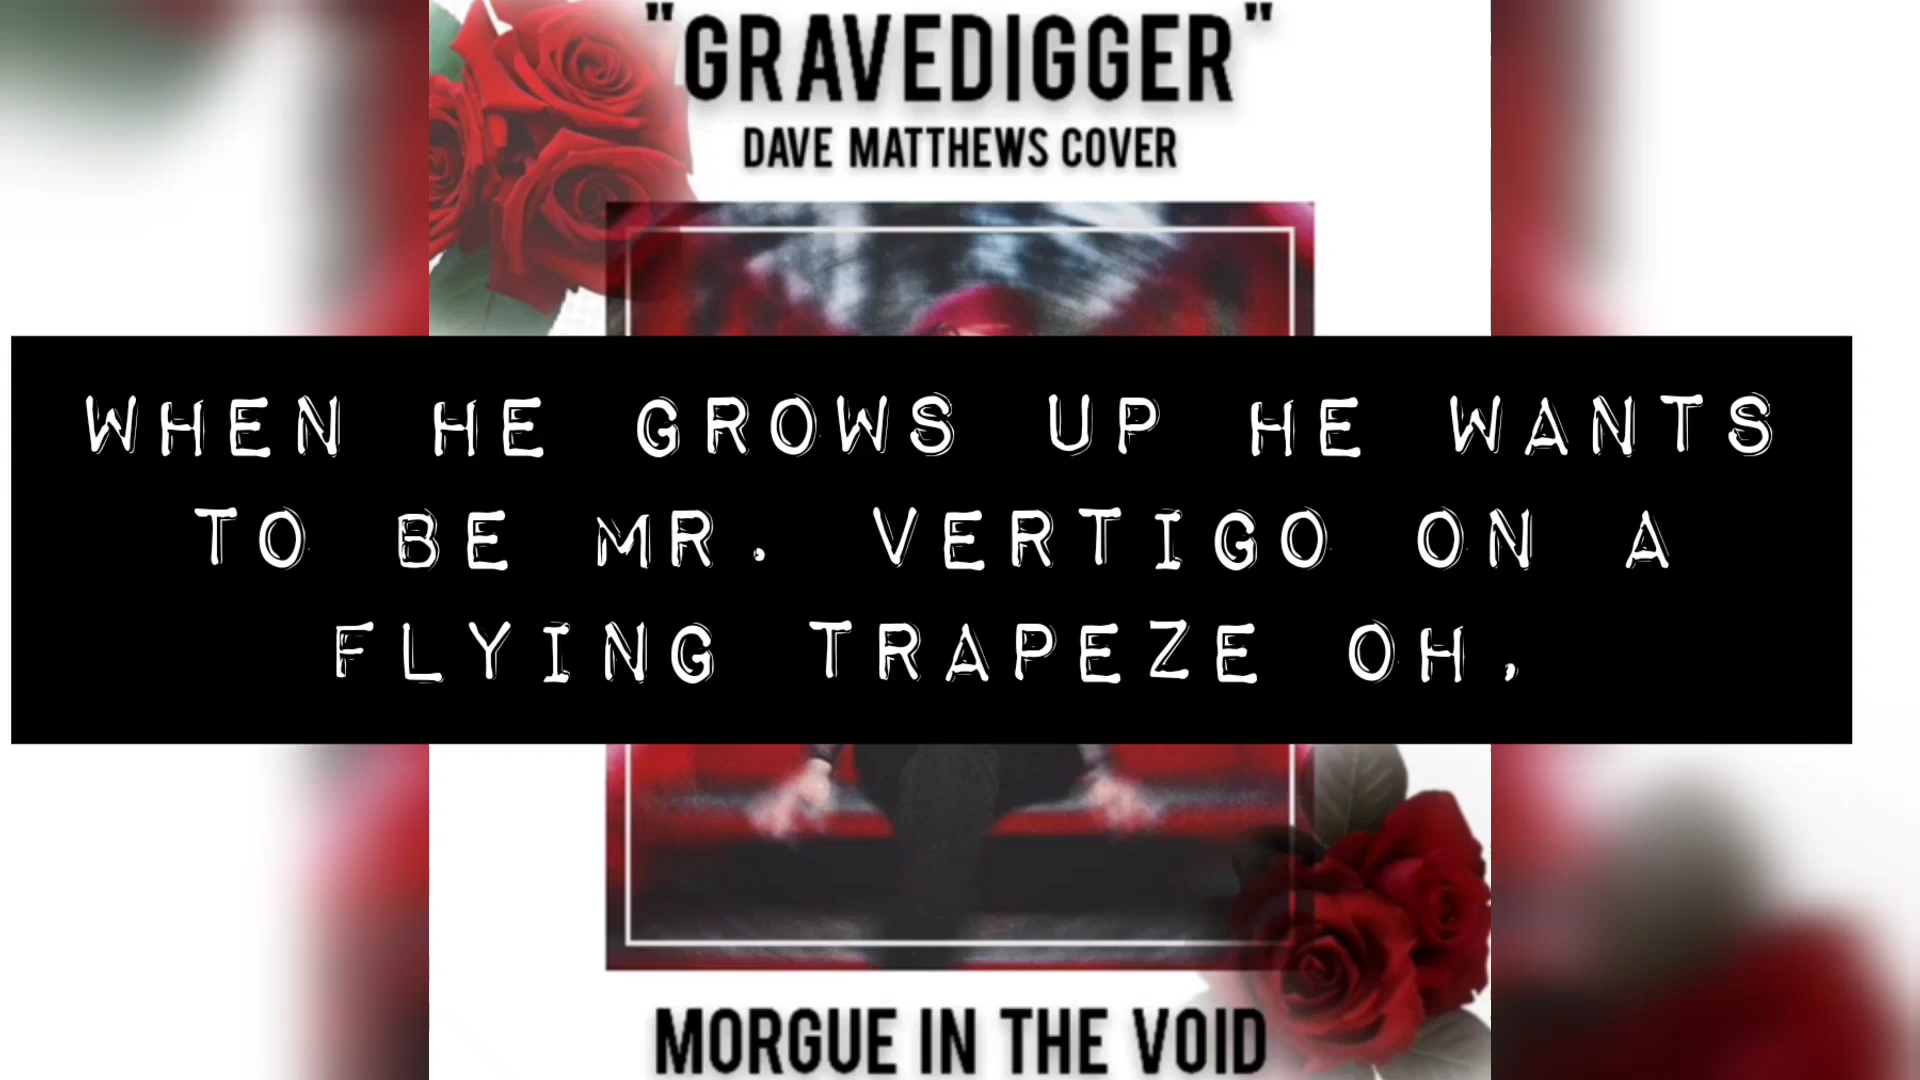 "GRAVEDIGGER"
DAVE MATTHEWS COVER
WHEN HE GROWS UP HE WANTS
TO BE MR. VERTIGO ON A
FLYING TRAPEZE OH,
MORGUE IN THE VOID